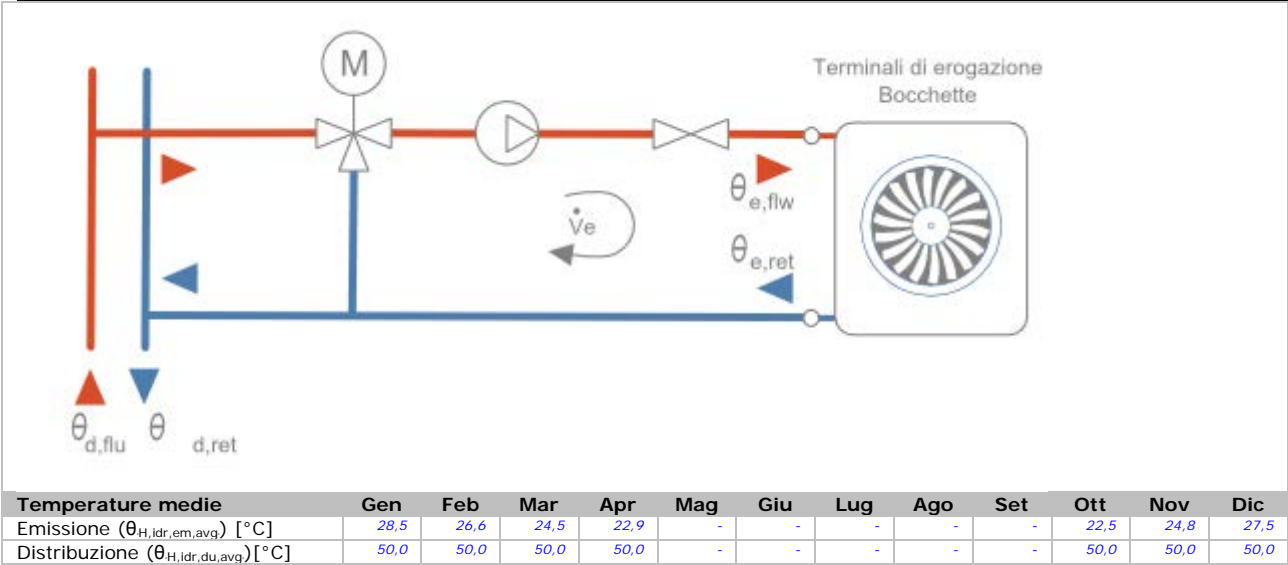 M
Terminali di erogazione
Bocchette
θe,flw
V̇e
θe,ret
θd,flu θ d,ret
Temperature medie Gen Feb Mar Apr Mag Giu Lug Ago Set Ott Nov Dic
Emissione (θH,idr,em,avg) [°C] 28,5 26,6 24,5 22,9 - - - - - 22,5 24,8 27,5
Distribuzione (θH,idr,du,avg)[°C] 50,0 50,0 50,0 50,0 - - - - - 50,0 50,0 50,0